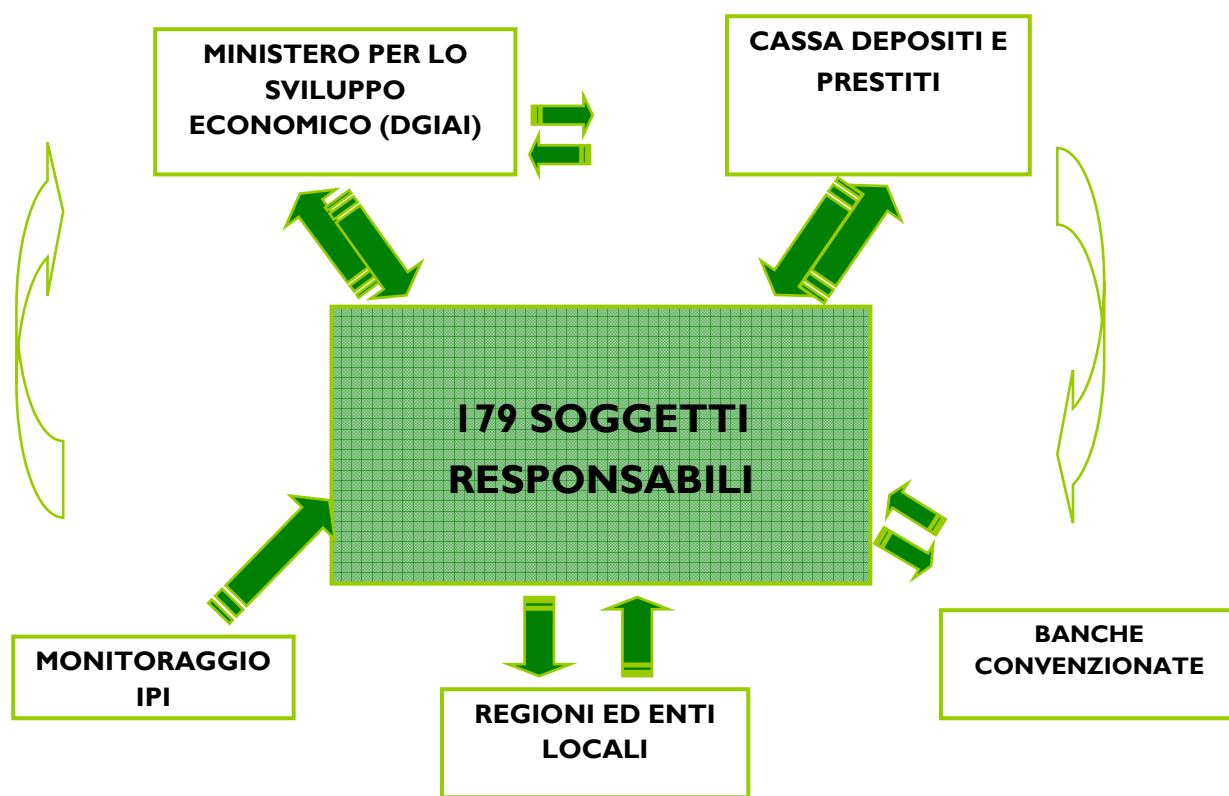 MINISTERO PER LO
SVILUPPO
ECONOMICO (DGIAI)
CASSA DEPOSITI E
PRESTITI
179 SOGGETTI
RESPONSABILI
MONITORAGGIO
IPI
REGIONI ED ENTI
LOCALI
BANCHE
CONVENZIONATE